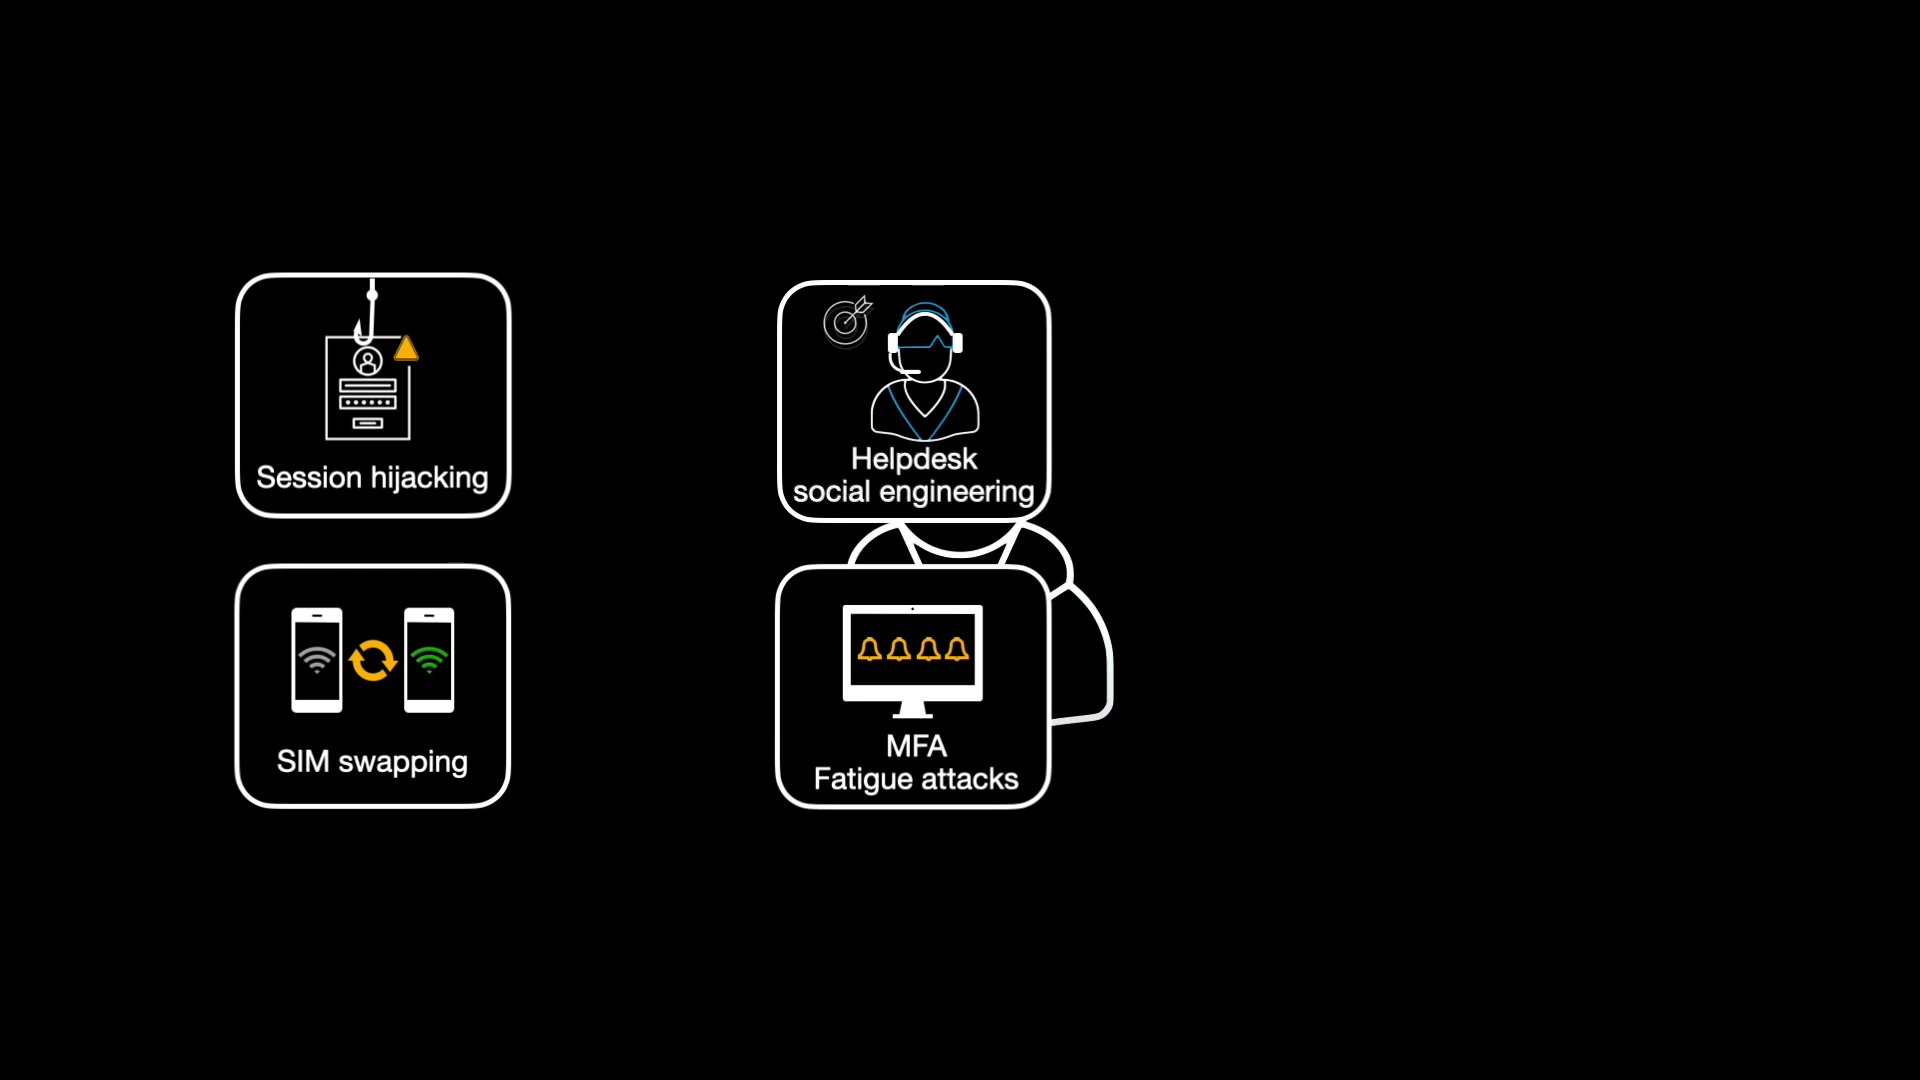 Session hijacking
Helpdesk
social engineering
SIM swapping
MFA
Fatigue attacks